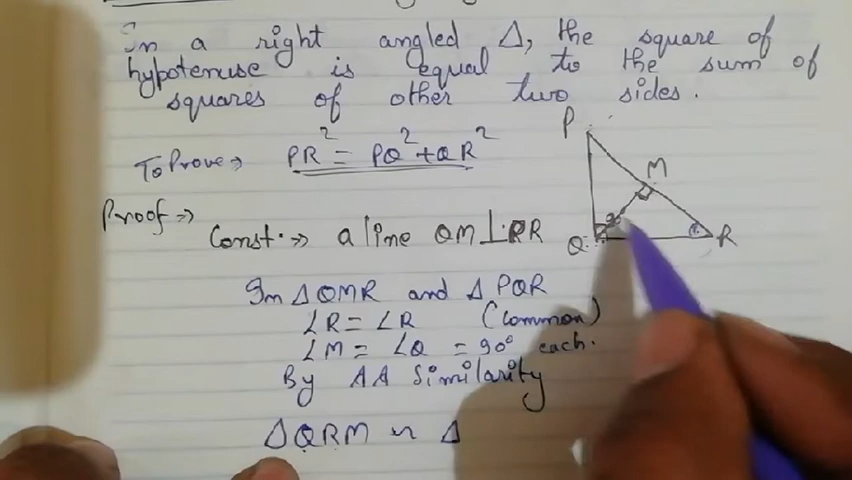 In a right angled Δ, the square of
hypotenuse is equal to the sum of
squares of other two sides.
To Prove → PR² = PQ² + QR²
Proof →
Const. → a line QM ⊥ PR
In Δ QMR and Δ PQR
∠R = ∠R (Common)
∠M = ∠Q = 90° each.
By AA Similarity
Δ QRM ~ Δ
P
M
Q
R